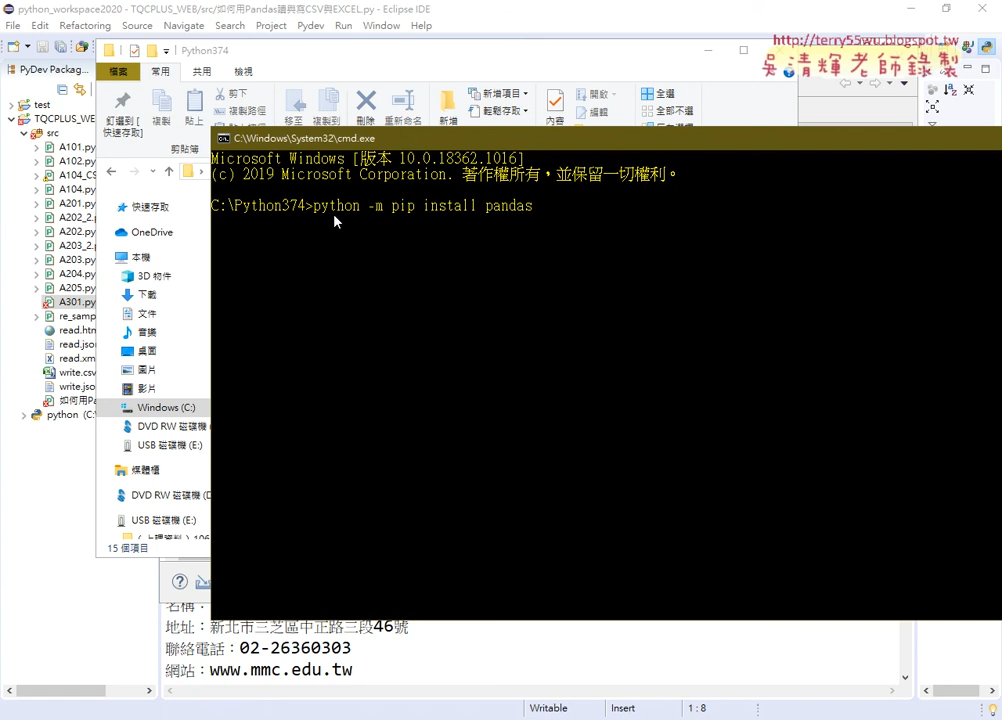 python_workspace2020 - TQCPLUS_WEB/src/如何用Pandas讀與寫CSV與EXCEL.py - Eclipse IDE
File Edit Refactoring Source Navigate Search Project Pydev Run Window Help
http://terry55wu.blogspot.tw
吳清輝老師錄製
PyDev Packag...
Python374
檔案 常用 共用 檢視
釘選到 [快速存取]
複製
貼上
剪下
複製路徑
剪貼簿
移至
複製到
刪除
重新命名
新增
新增項目
輕鬆存取
內容
開啟
編輯
全選
全部不選
test
TQCPLUS_WE
src
A101.py
A102.py
A104_CS
A104.py
A201.py
A202_2.p
A202.py
A203_2.p
A203.py
A204.py
A205.py
A301.py
re_samp
read.htm
read.jso
read.xm
write.csv
write.jso
如何用Pa
python (C:
快速存取
OneDrive
本機
3D 物件
下載
文件
音樂
桌面
圖片
影片
Windows (C:)
DVD RW 磁碟機 (
USB 磁碟機 (E:)
媒體櫃
DVD RW 磁碟機 (D
USB 磁碟機 (E:)
15 個項目
C:\Windows\System32\cmd.exe
Microsoft Windows [版本 10.0.18362.1016]
(c) 2019 Microsoft Corporation. 著作權所有，並保留一切權利。
C:\Python374>python -m pip install pandas
名稱：
地址：新北市三芝區中正路三段46號
聯絡電話：02-26360303
網站：www.mmc.edu.tw
Writable Insert 1 : 8